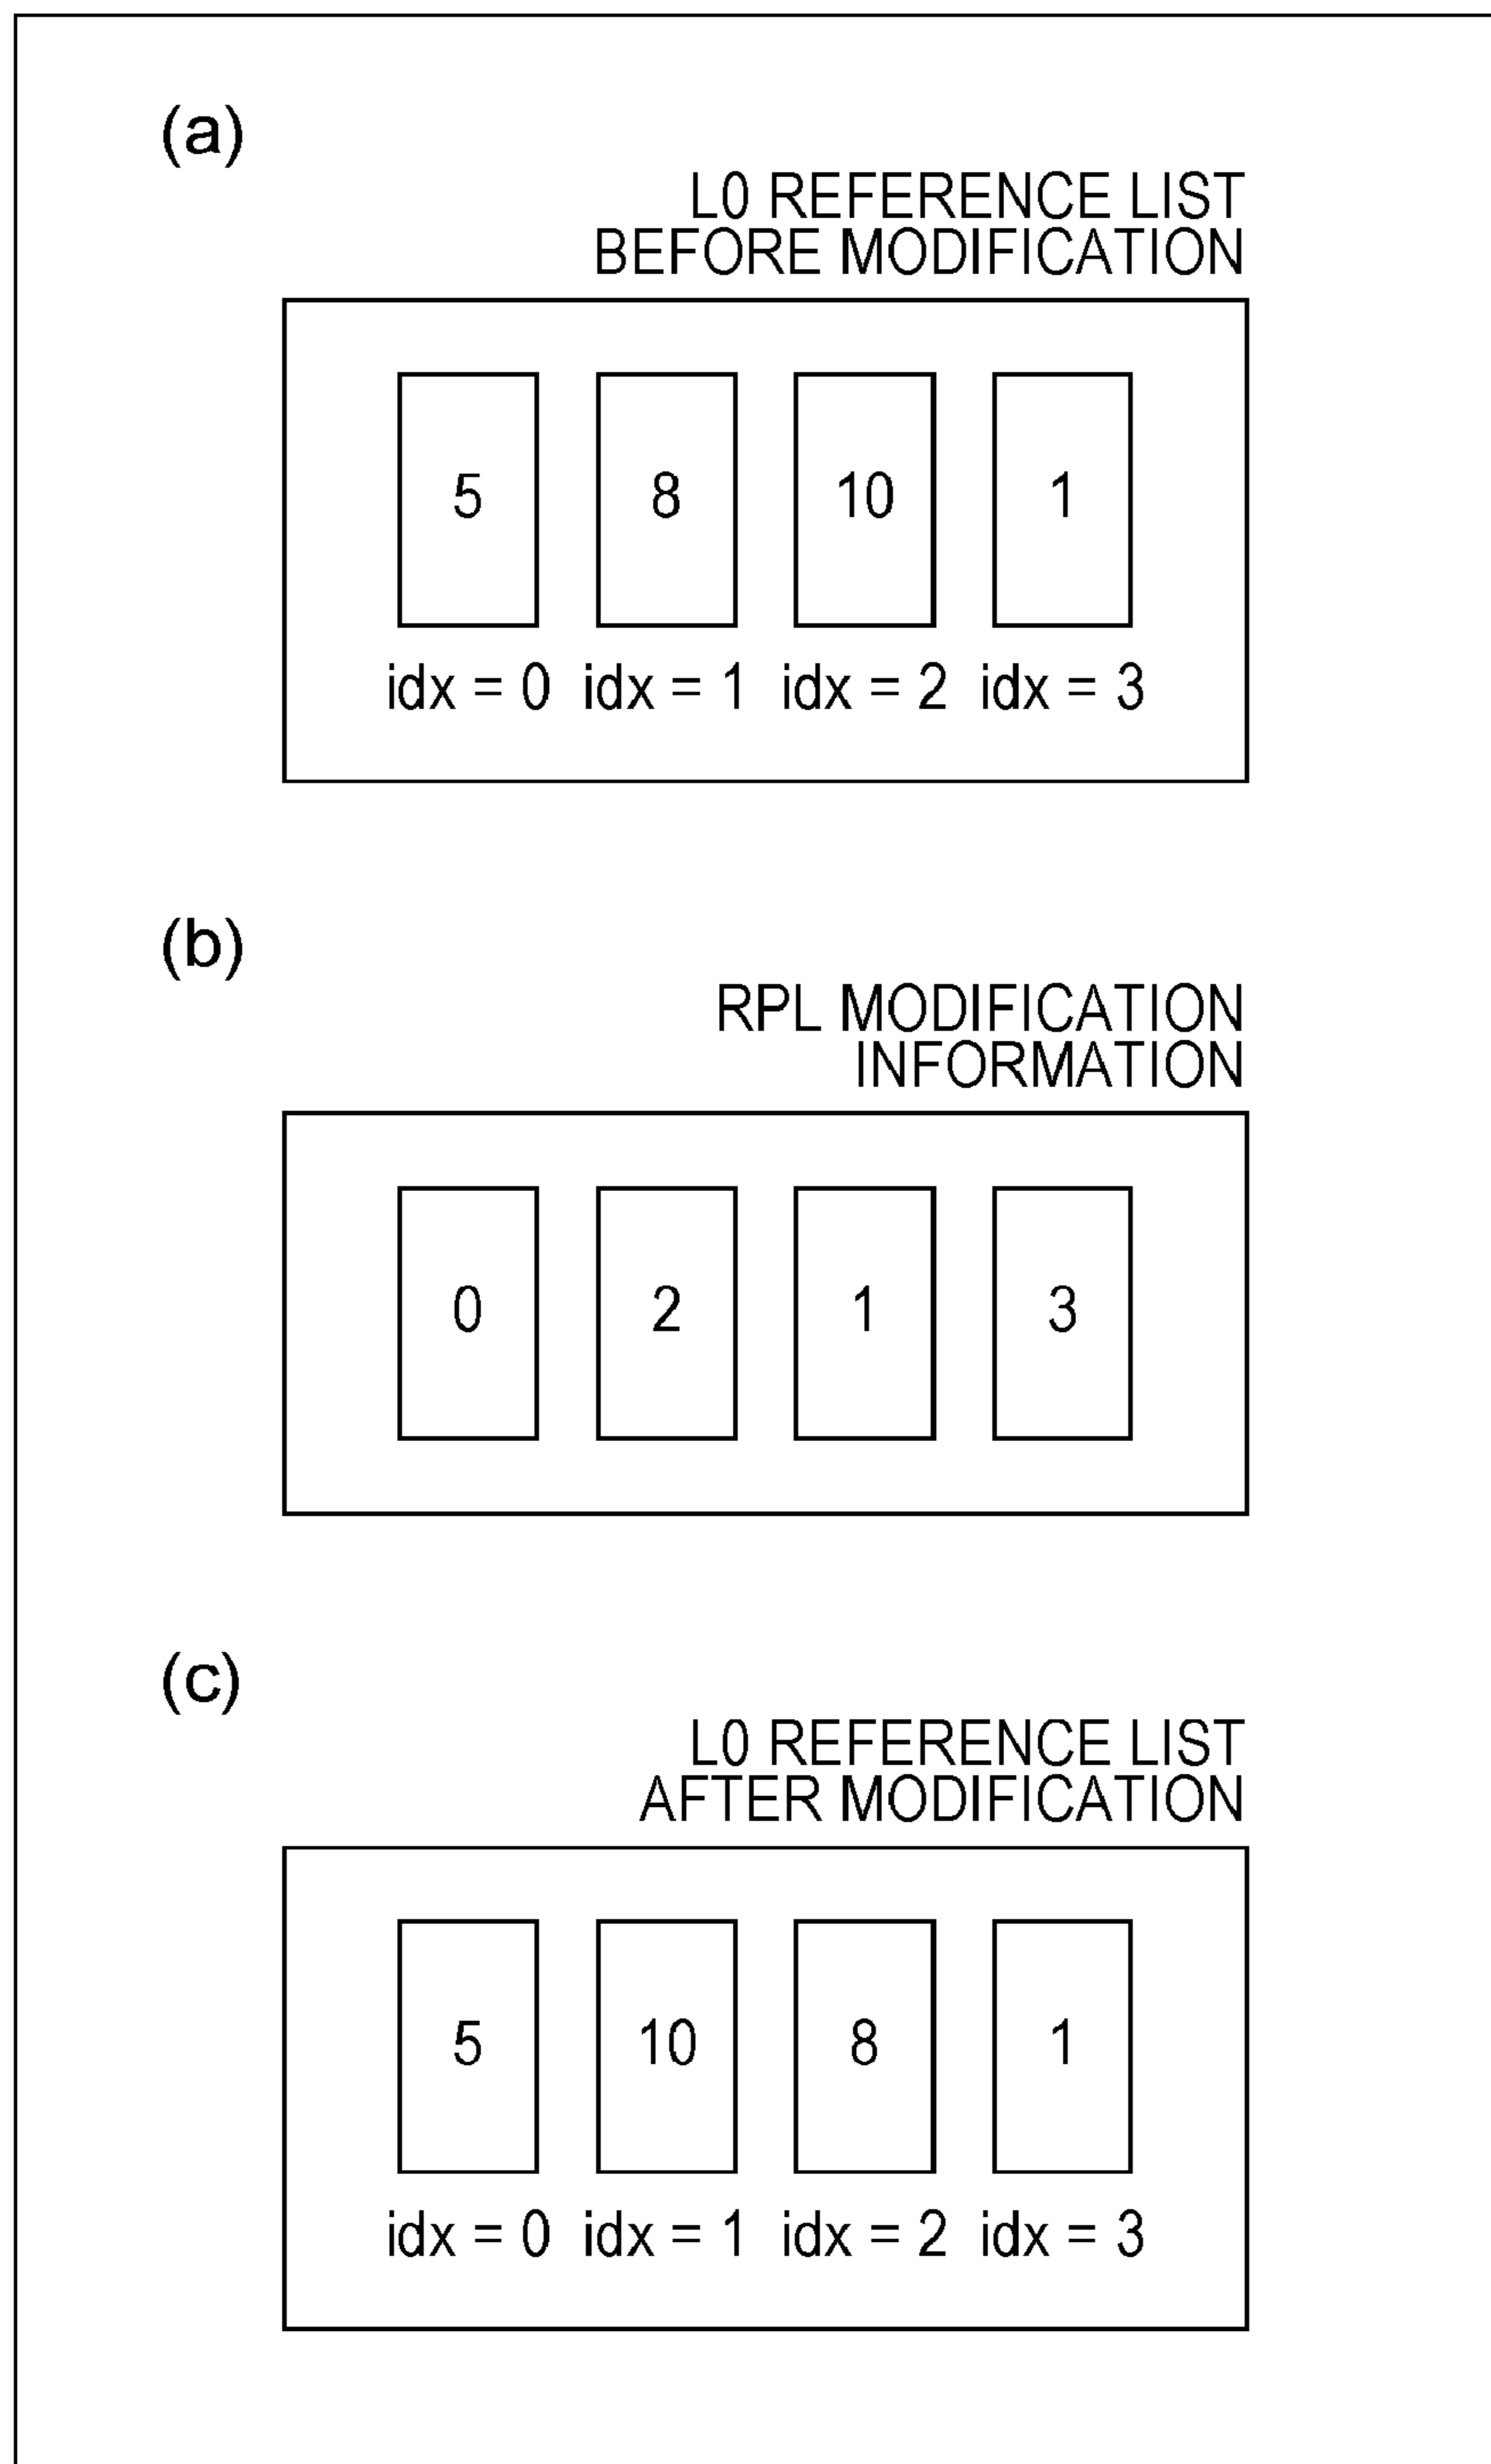 (a)
L0 REFERENCE LIST
BEFORE MODIFICATION
5 8 10 1
idx = 0 idx = 1 idx = 2 idx = 3
(b)
RPL MODIFICATION
INFORMATION
0 2 1 3
(c)
L0 REFERENCE LIST
AFTER MODIFICATION
5 10 8 1
idx = 0 idx = 1 idx = 2 idx = 3